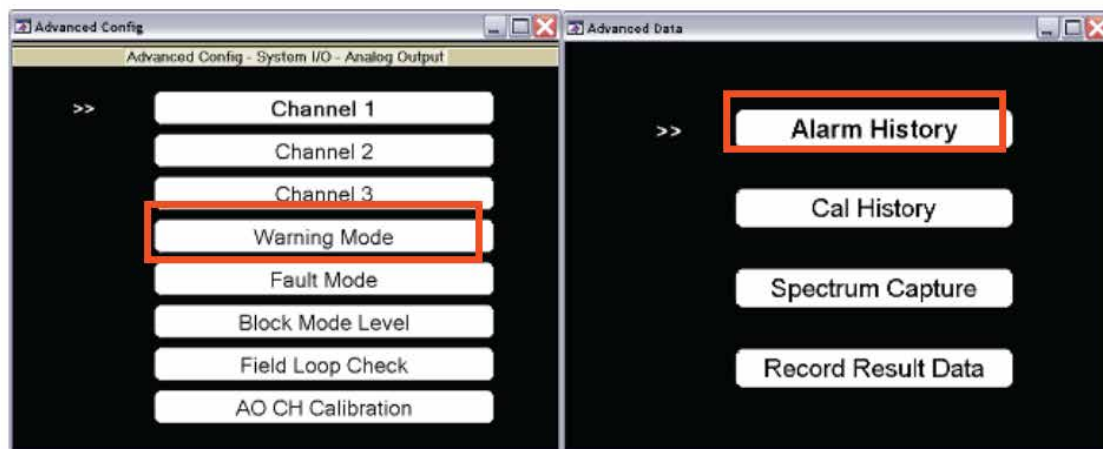 Advanced Config
Advanced Config - System I/O - Analog Output
>> Channel 1
Channel 2
Channel 3
Warning Mode
Fault Mode
Block Mode Level
Field Loop Check
AO CH Calibration
Advanced Data
>> Alarm History
Cal History
Spectrum Capture
Record Result Data